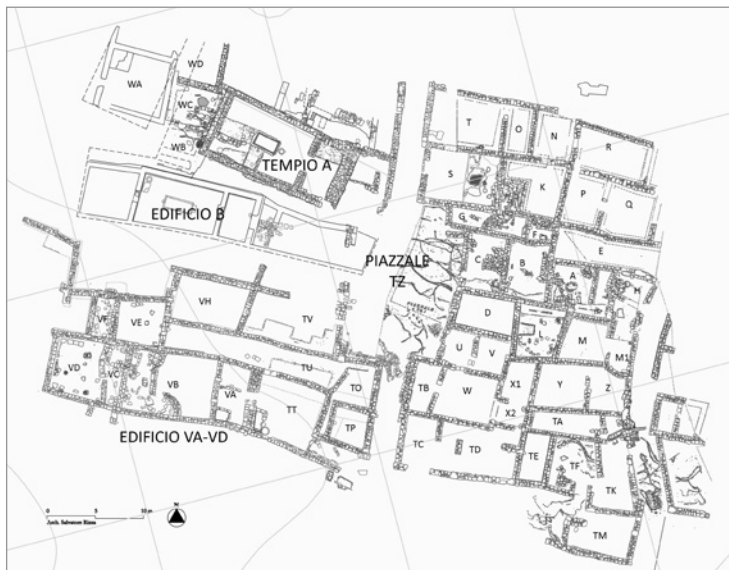 WD
WA
WC
WB
TEMPIO A
EDIFICIO B
T
O
N
R
S
K
P
Q
G
F
E
C
B
A
H
PIAZZALE
TZ
VH
TV
D
L
M
M1
U
V
VF
VE
VD
VC
VB
VA
TU
TO
TT
TP
EDIFICIO VA-VD
TB
W
X1
X2
Y
Z
TA
TC
TD
TE
TF
TK
TM
0 5 10 m
N
Arch. Salvatore Rizza